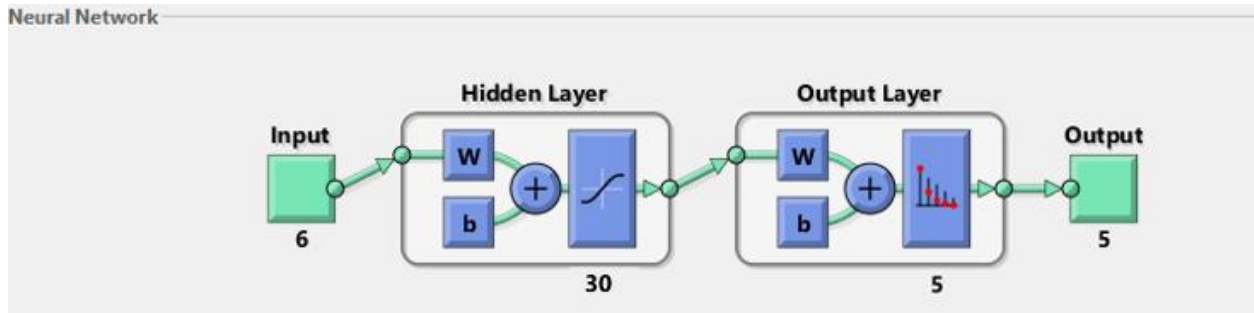 Neural Network
Hidden Layer
Output Layer
Input
Output
W
W
+
+
b
b
6
5
30
5